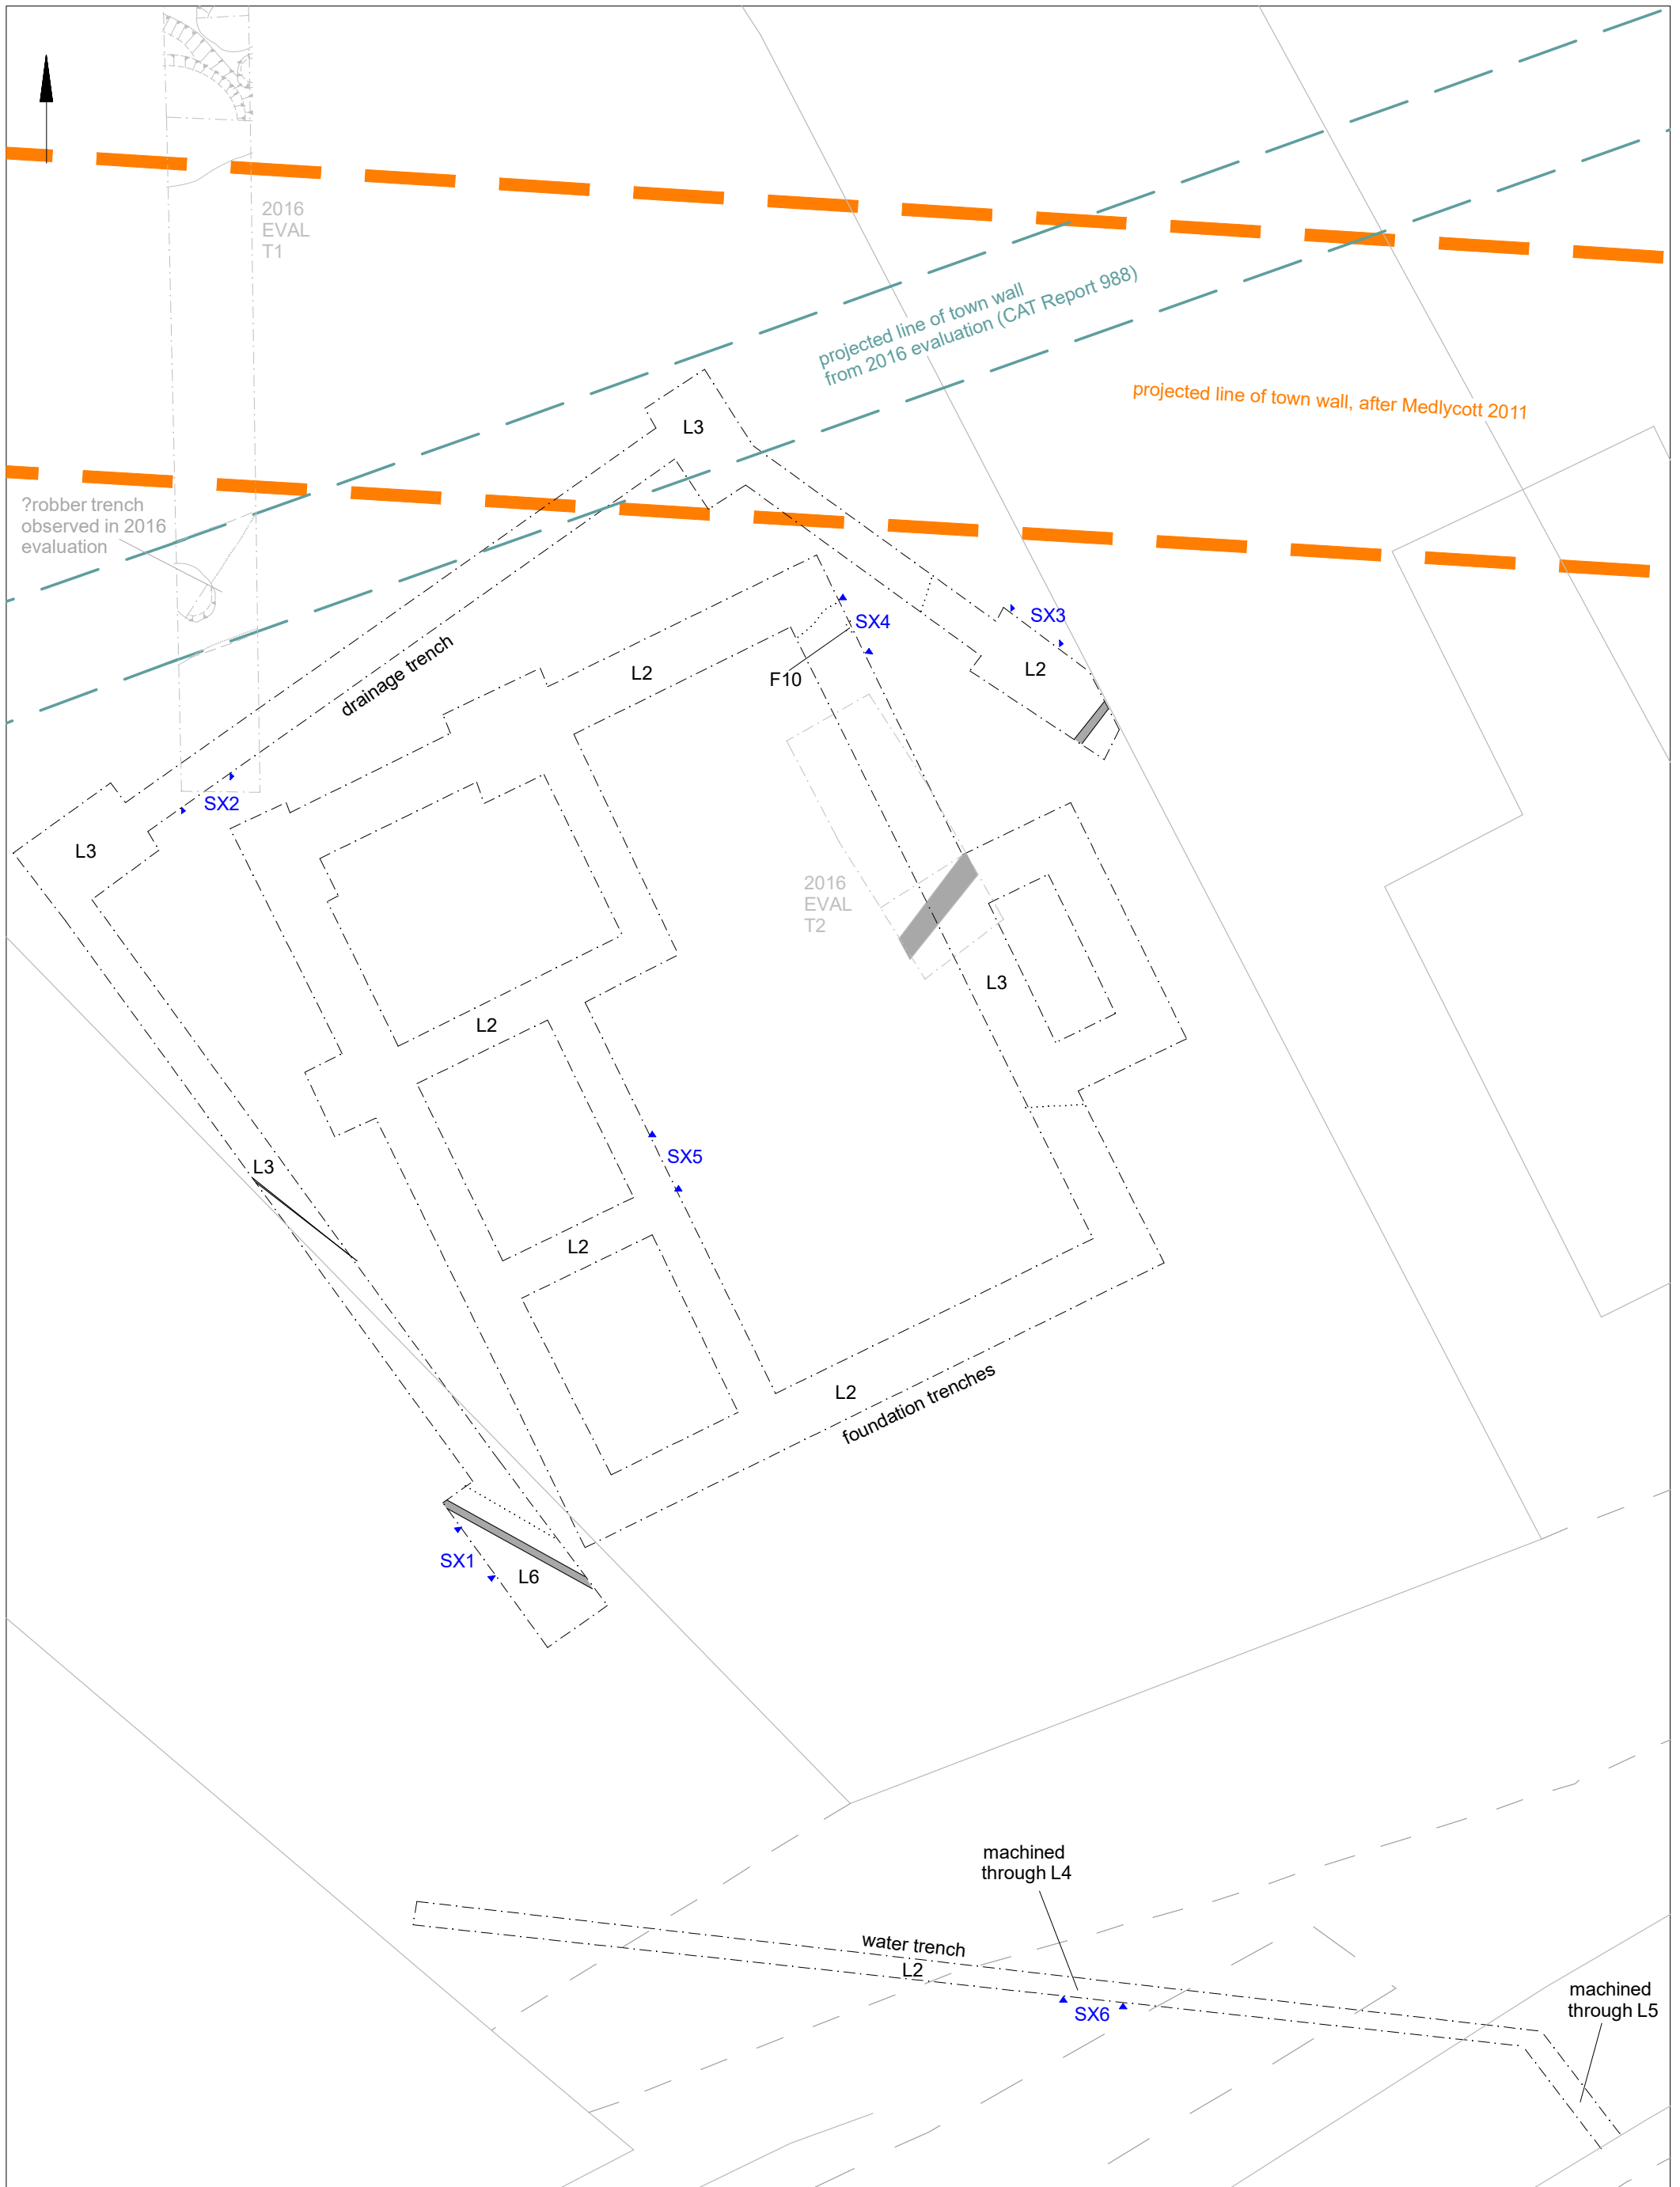 2016
EVAL
T1
projected line of town wall
from 2016 evaluation (CAT Report 988)
projected line of town wall, after Medlycott 2011
L3
?robber trench
observed in 2016
evaluation
SX4
SX3
drainage trench
L2
F10
L2
SX2
L3
2016
EVAL
T2
L3
L2
SX5
L3
L2
L2
foundation trenches
SX1
L6
machined
through L4
water trench
L2
SX6
machined
through L5